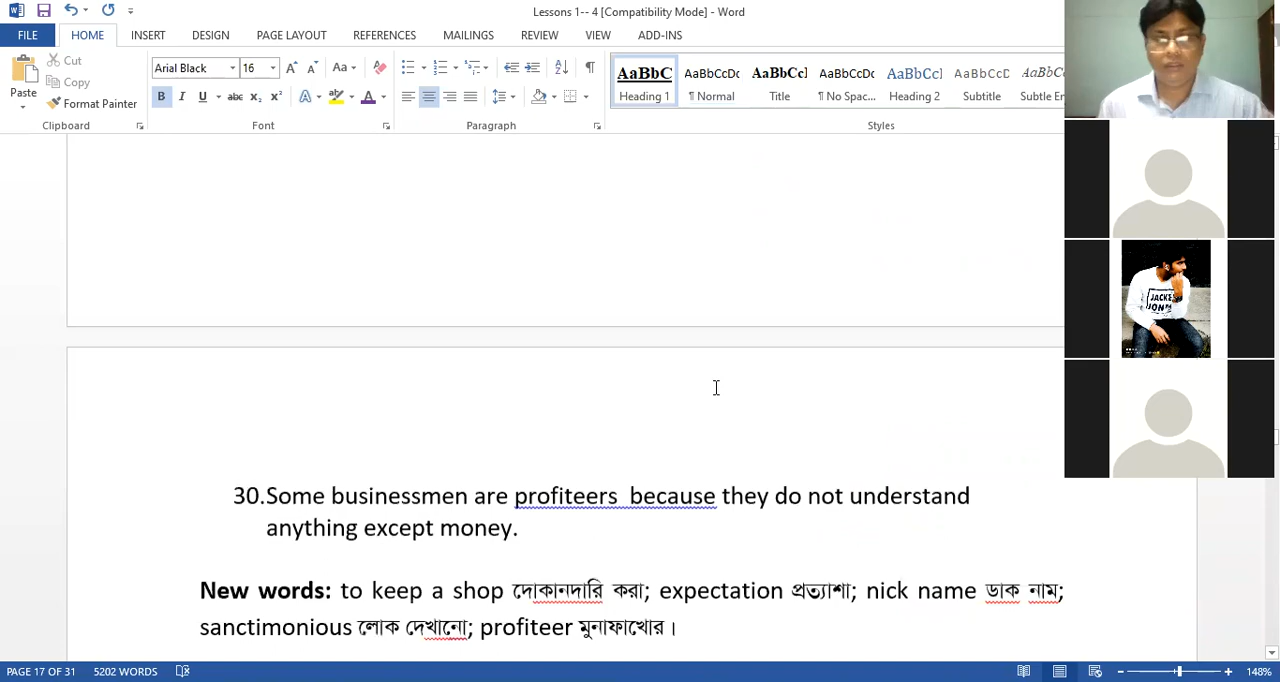 Lessons 1-- 4 [Compatibility Mode] - Word
FILE HOME INSERT DESIGN PAGE LAYOUT REFERENCES MAILINGS REVIEW VIEW ADD-INS
Cut
Copy
Format Painter
Paste
Arial Black 16
AaBbC AaBbCcDc AaBbCcl AaBbCcDc AaBbCcl AaBbCcD AaBbCcD
Heading 1 ¶ Normal Title ¶ No Spac... Heading 2 Subtitle Subtle Em
Clipboard Font Paragraph Styles
JACKE
JOHN
30.Some businessmen are profiteers because they do not understand
anything except money.
New words: to keep a shop দোকানদারি করা; expectation প্রত্যাশা; nick name ডাক নাম;
sanctimonious লোক দেখানো; profiteer মুনাফাখোর।
PAGE 17 OF 31 5202 WORDS 148%